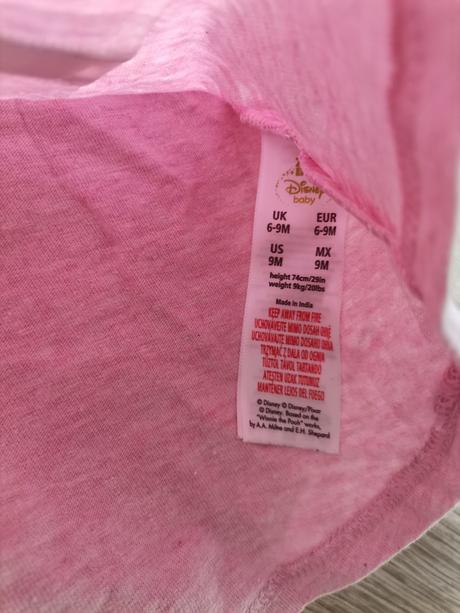 Disney
baby
UK EUR
6-9M 6-9M
US MX
9M 9M
height 74cm/29in
weight 9kg/20lbs
Made in India
KEEP AWAY FROM FIRE
UCHOVÁVEJTE MIMO DOSAH OHNĚ
UCHOVÁVAJTE MIMO DOSAHU OHŇA
TRZYMAĆ Z DALA OD OGNIA
TŰZTŐL TÁVOL TARTANDÓ
ATEŞTEN UZAK TUTUNUZ
MANTENER LEJOS DEL FUEGO
© Disney © Disney/Pixar
© Disney. Based on the
"Winnie the Pooh" works,
by A.A. Milne and E.H. Shepard